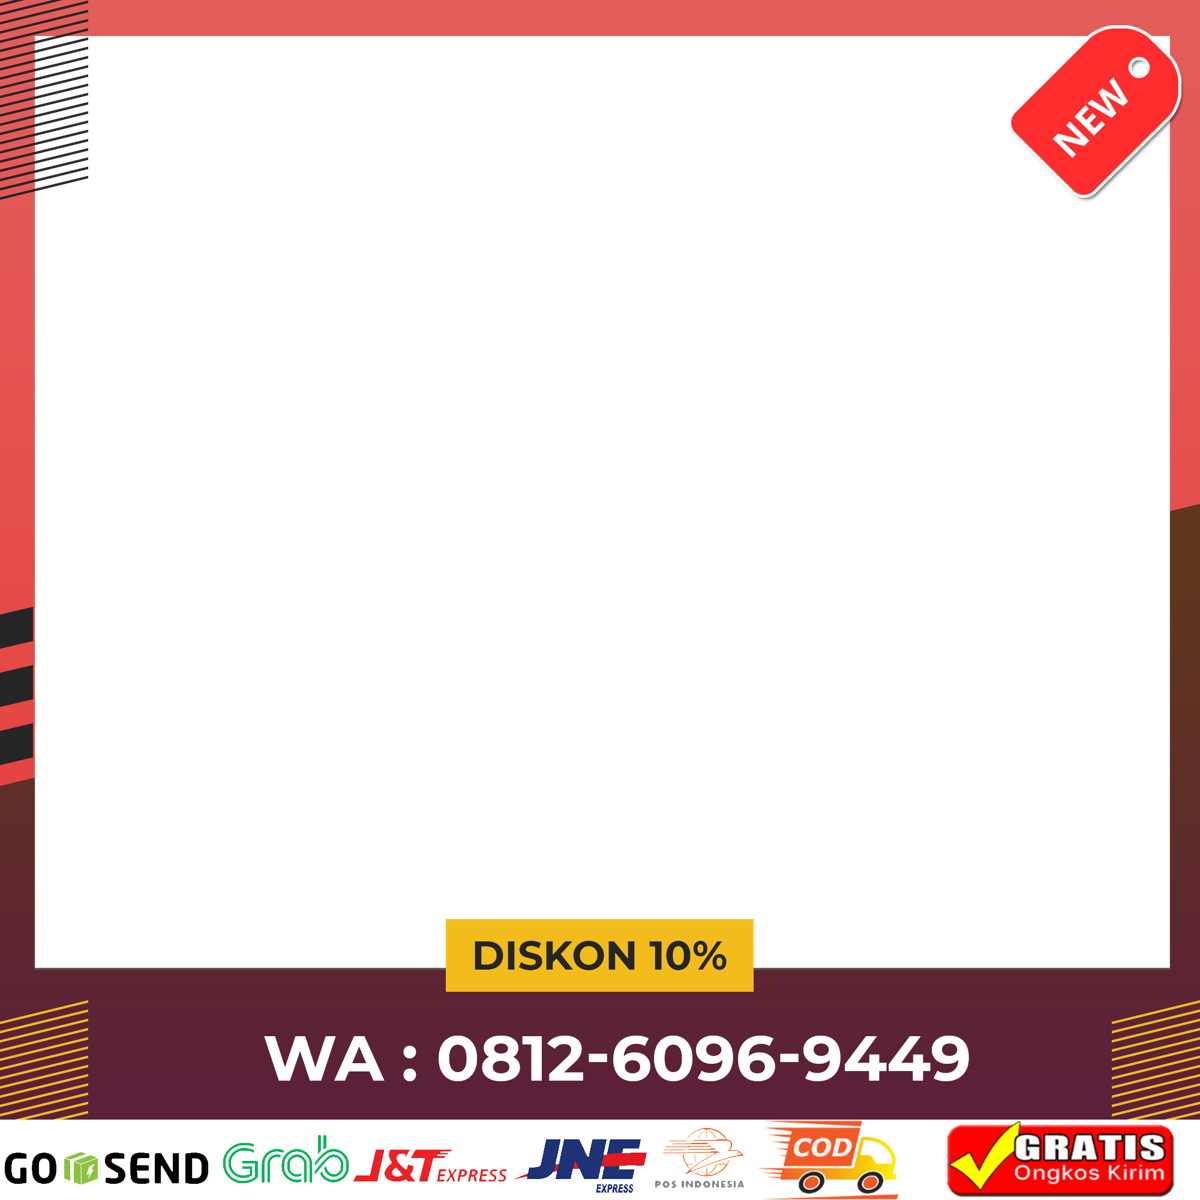 NEW
DISKON 10%
WA : 0812-6096-9449
GO SEND
Grab
J&T EXPRESS
JNE
EXPRESS
POS INDONESIA
COD
GRATIS
Ongkos Kirim